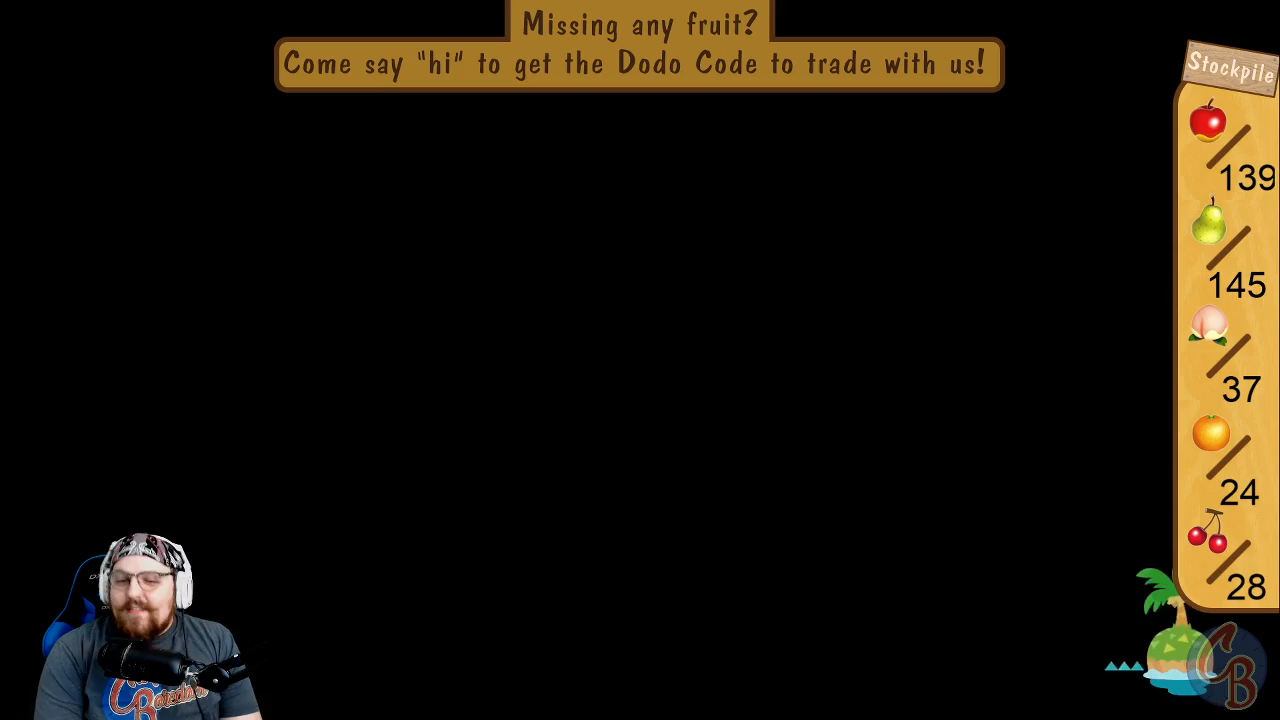 Missing any fruit?
Come say "hi" to get the Dodo Code to trade with us!
Stockpile
139
145
37
24
28
CB